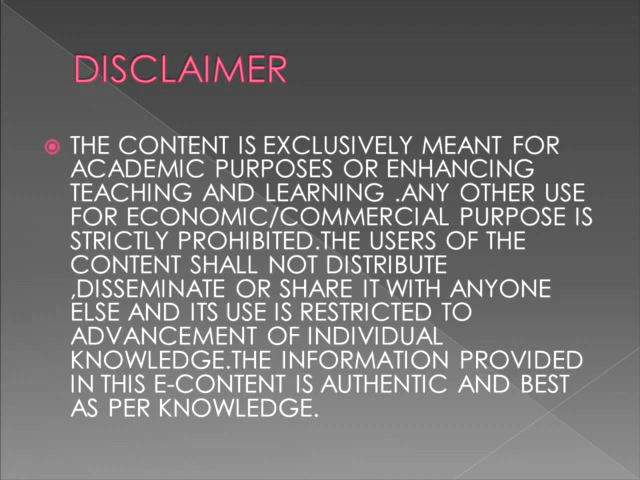 DISCLAIMER
THE CONTENT IS EXCLUSIVELY MEANT FOR
ACADEMIC PURPOSES OR ENHANCING
TEACHING AND LEARNING .ANY OTHER USE
FOR ECONOMIC/COMMERCIAL PURPOSE IS
STRICTLY PROHIBITED.THE USERS OF THE
CONTENT SHALL NOT DISTRIBUTE
,DISSEMINATE OR SHARE IT WITH ANYONE
ELSE AND ITS USE IS RESTRICTED TO
ADVANCEMENT OF INDIVIDUAL
KNOWLEDGE.THE INFORMATION PROVIDED
IN THIS E-CONTENT IS AUTHENTIC AND BEST
AS PER KNOWLEDGE.